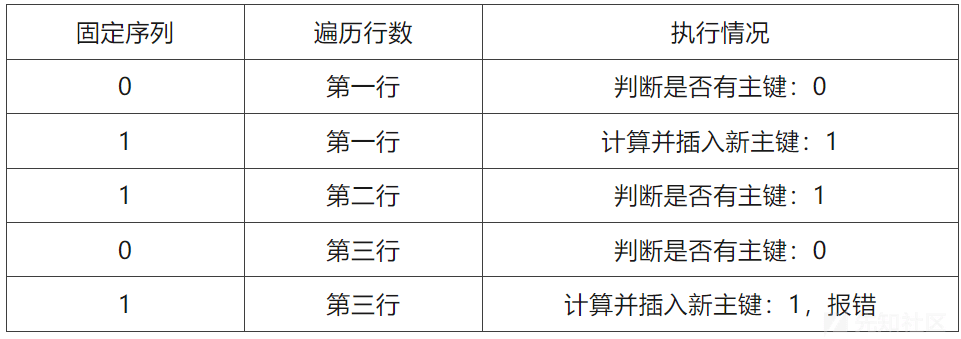 固定序列 遍历行数 执行情况
0 第一行 判断是否有主键：0
1 第一行 计算并插入新主键：1
1 第二行 判断是否有主键：1
0 第三行 判断是否有主键：0
1 第三行 计算并插入新主键：1，报错
先知社区